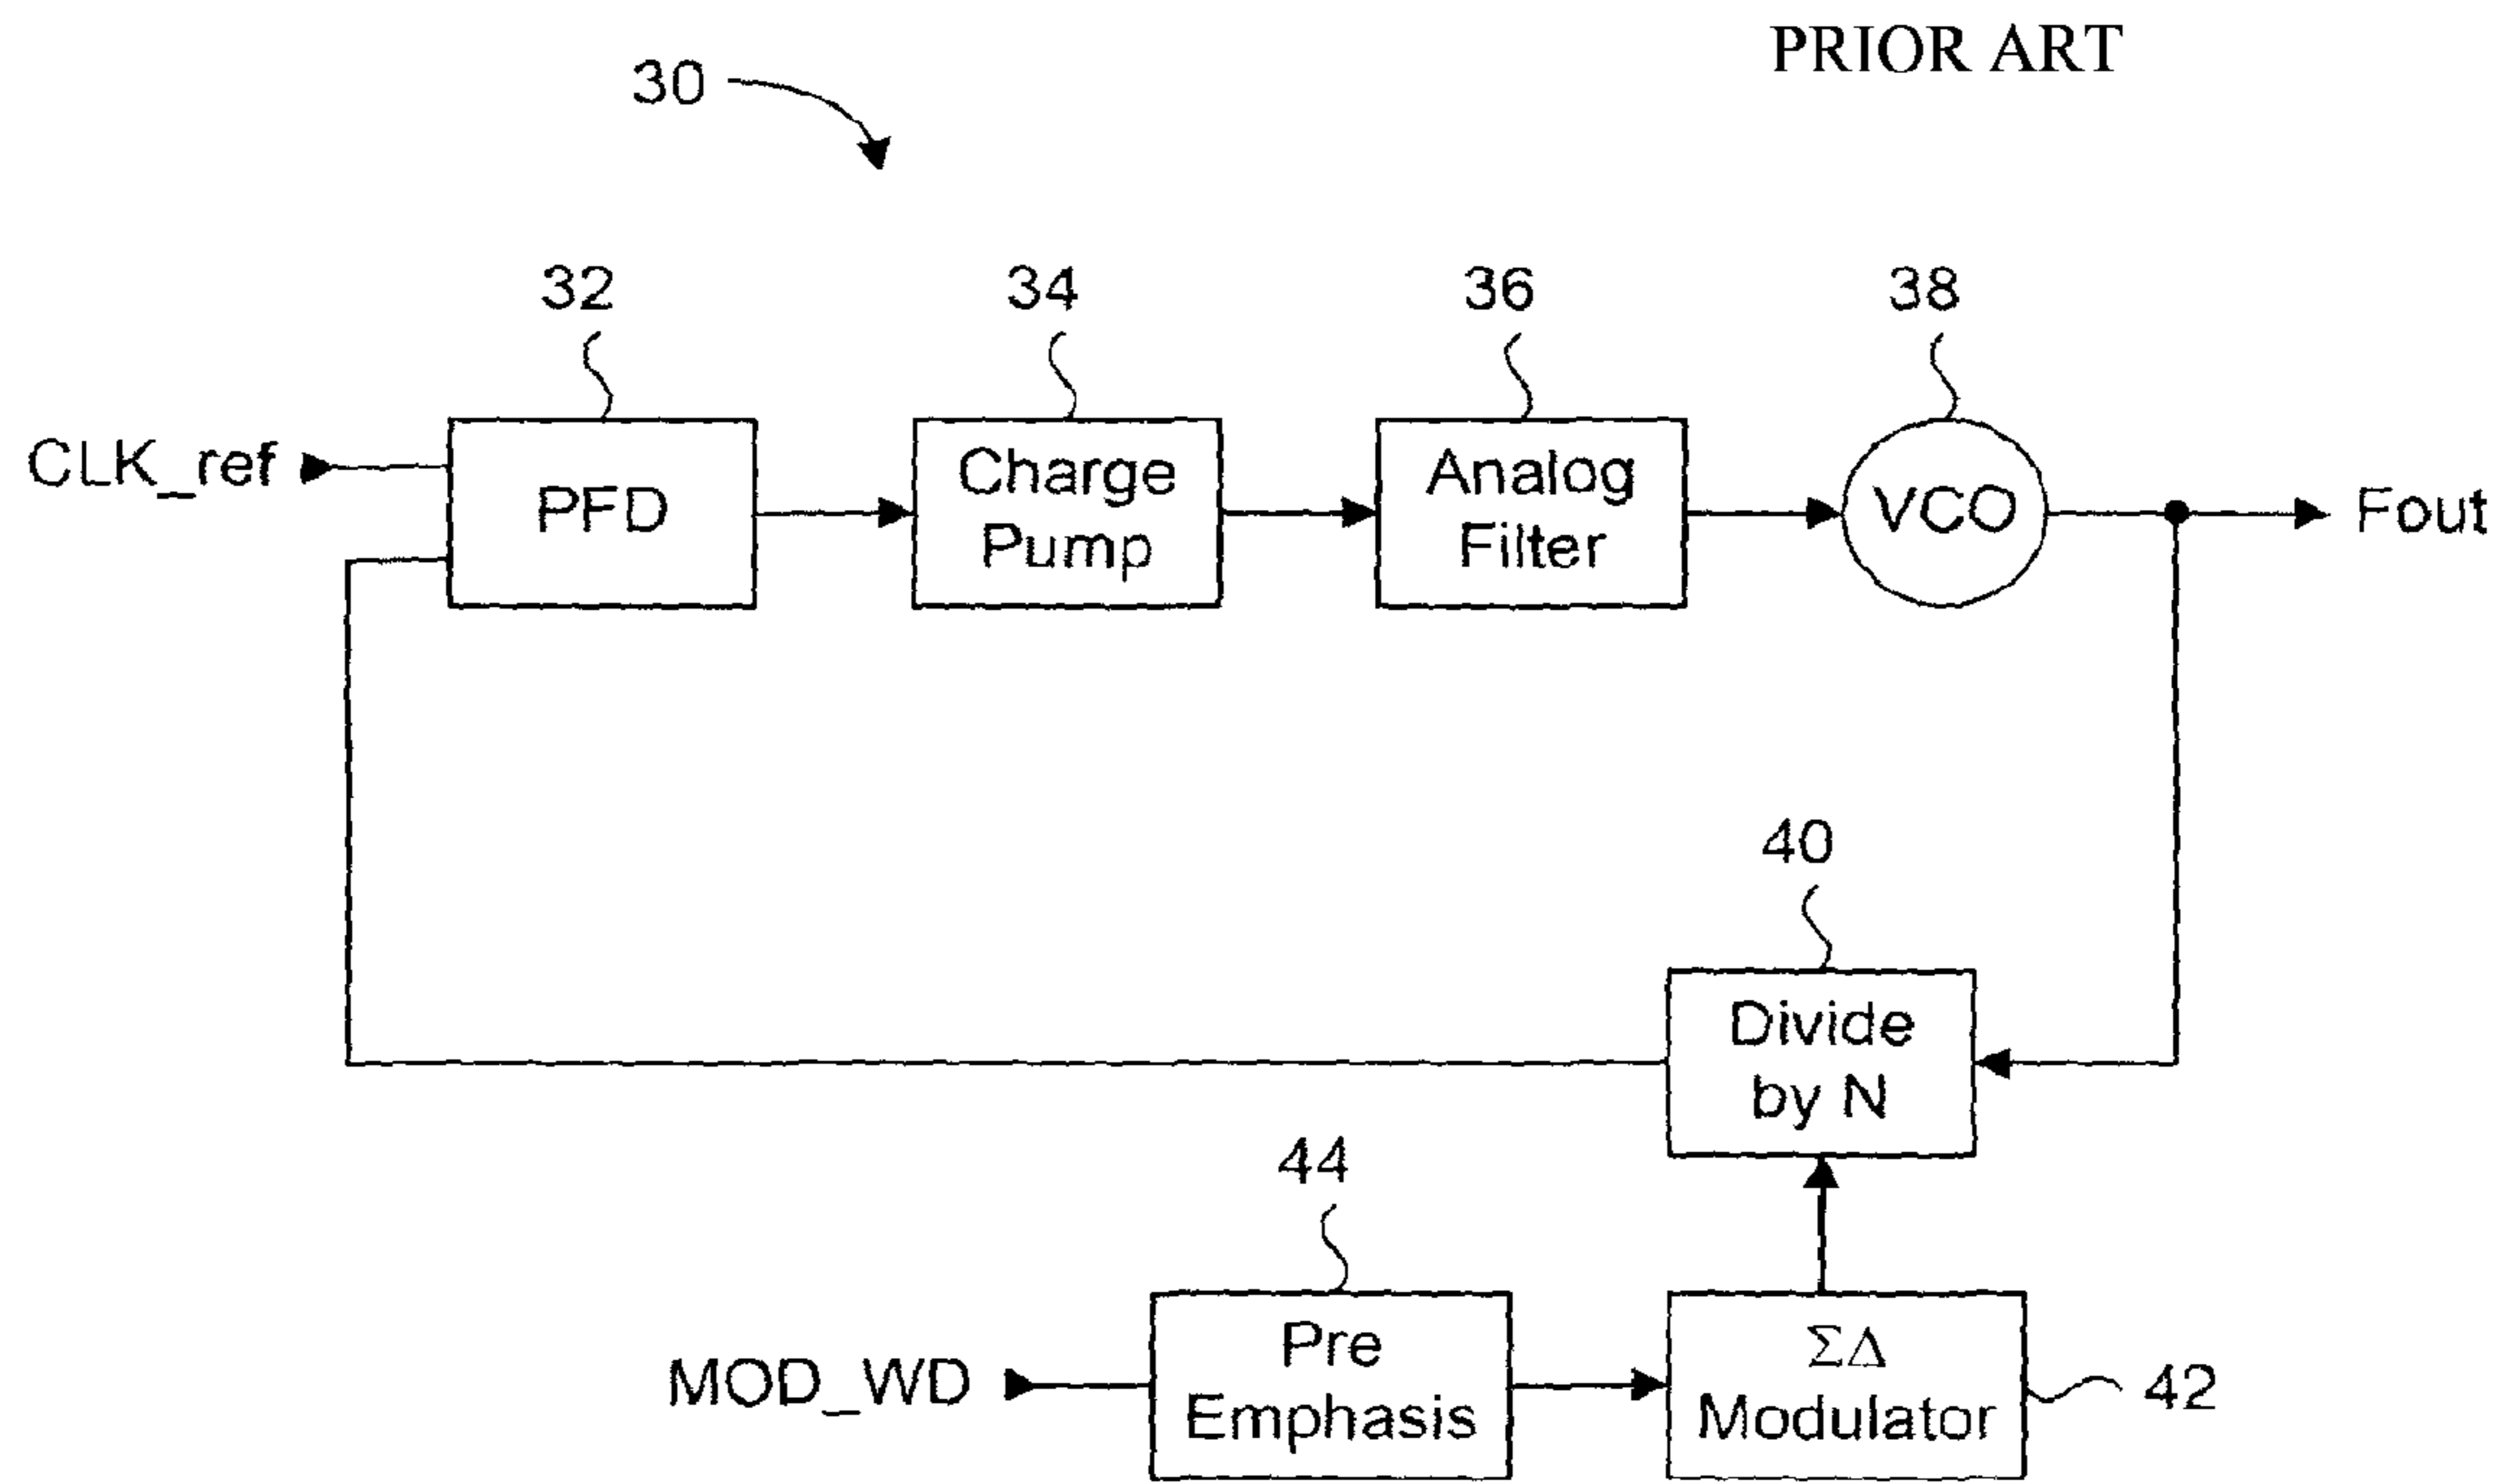 PRIOR ART
30
32
34
36
38
CLK_ref
PFD
Charge
Pump
Analog
Filter
VCO
Fout
40
Divide
by N
44
MOD_WD
Pre
Emphasis
ΣΔ
Modulator
42